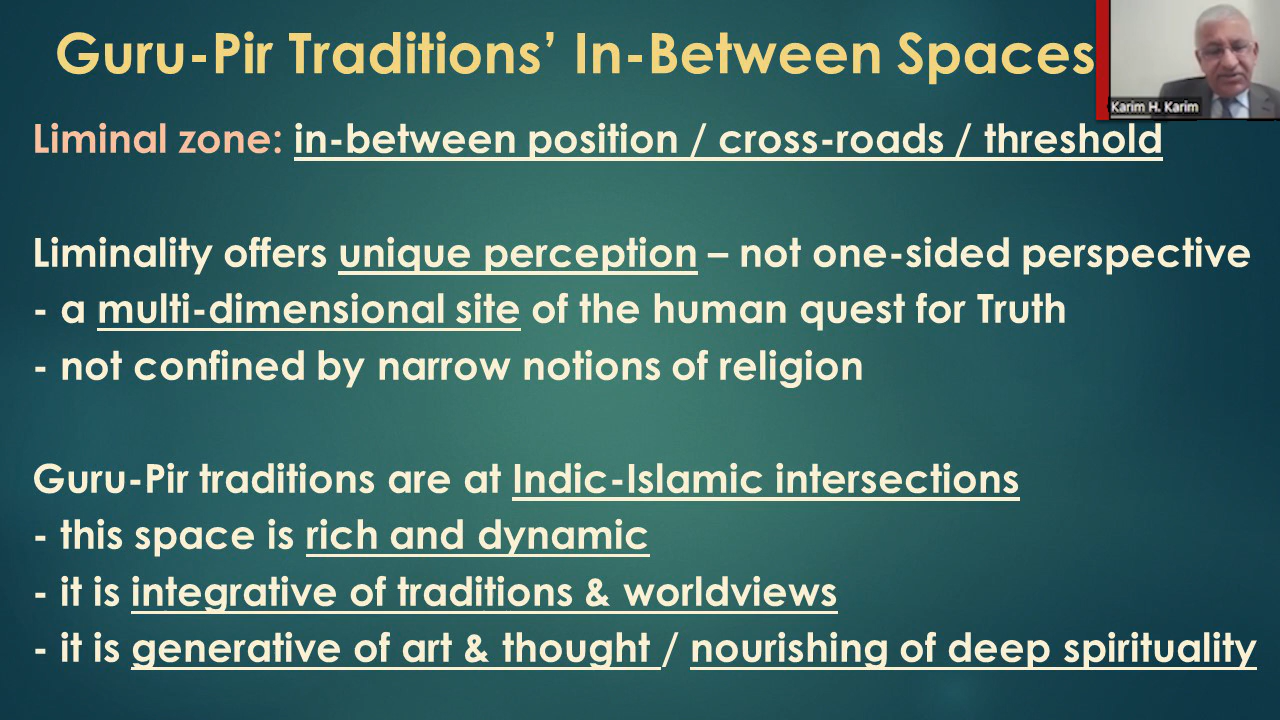 Guru-Pir Traditions’ In-Between Spaces
Karim H. Karim
Liminal zone: in-between position / cross-roads / threshold
Liminality offers unique perception – not one-sided perspective
- a multi-dimensional site of the human quest for Truth
- not confined by narrow notions of religion
Guru-Pir traditions are at Indic-Islamic intersections
- this space is rich and dynamic
- it is integrative of traditions & worldviews
- it is generative of art & thought / nourishing of deep spirituality